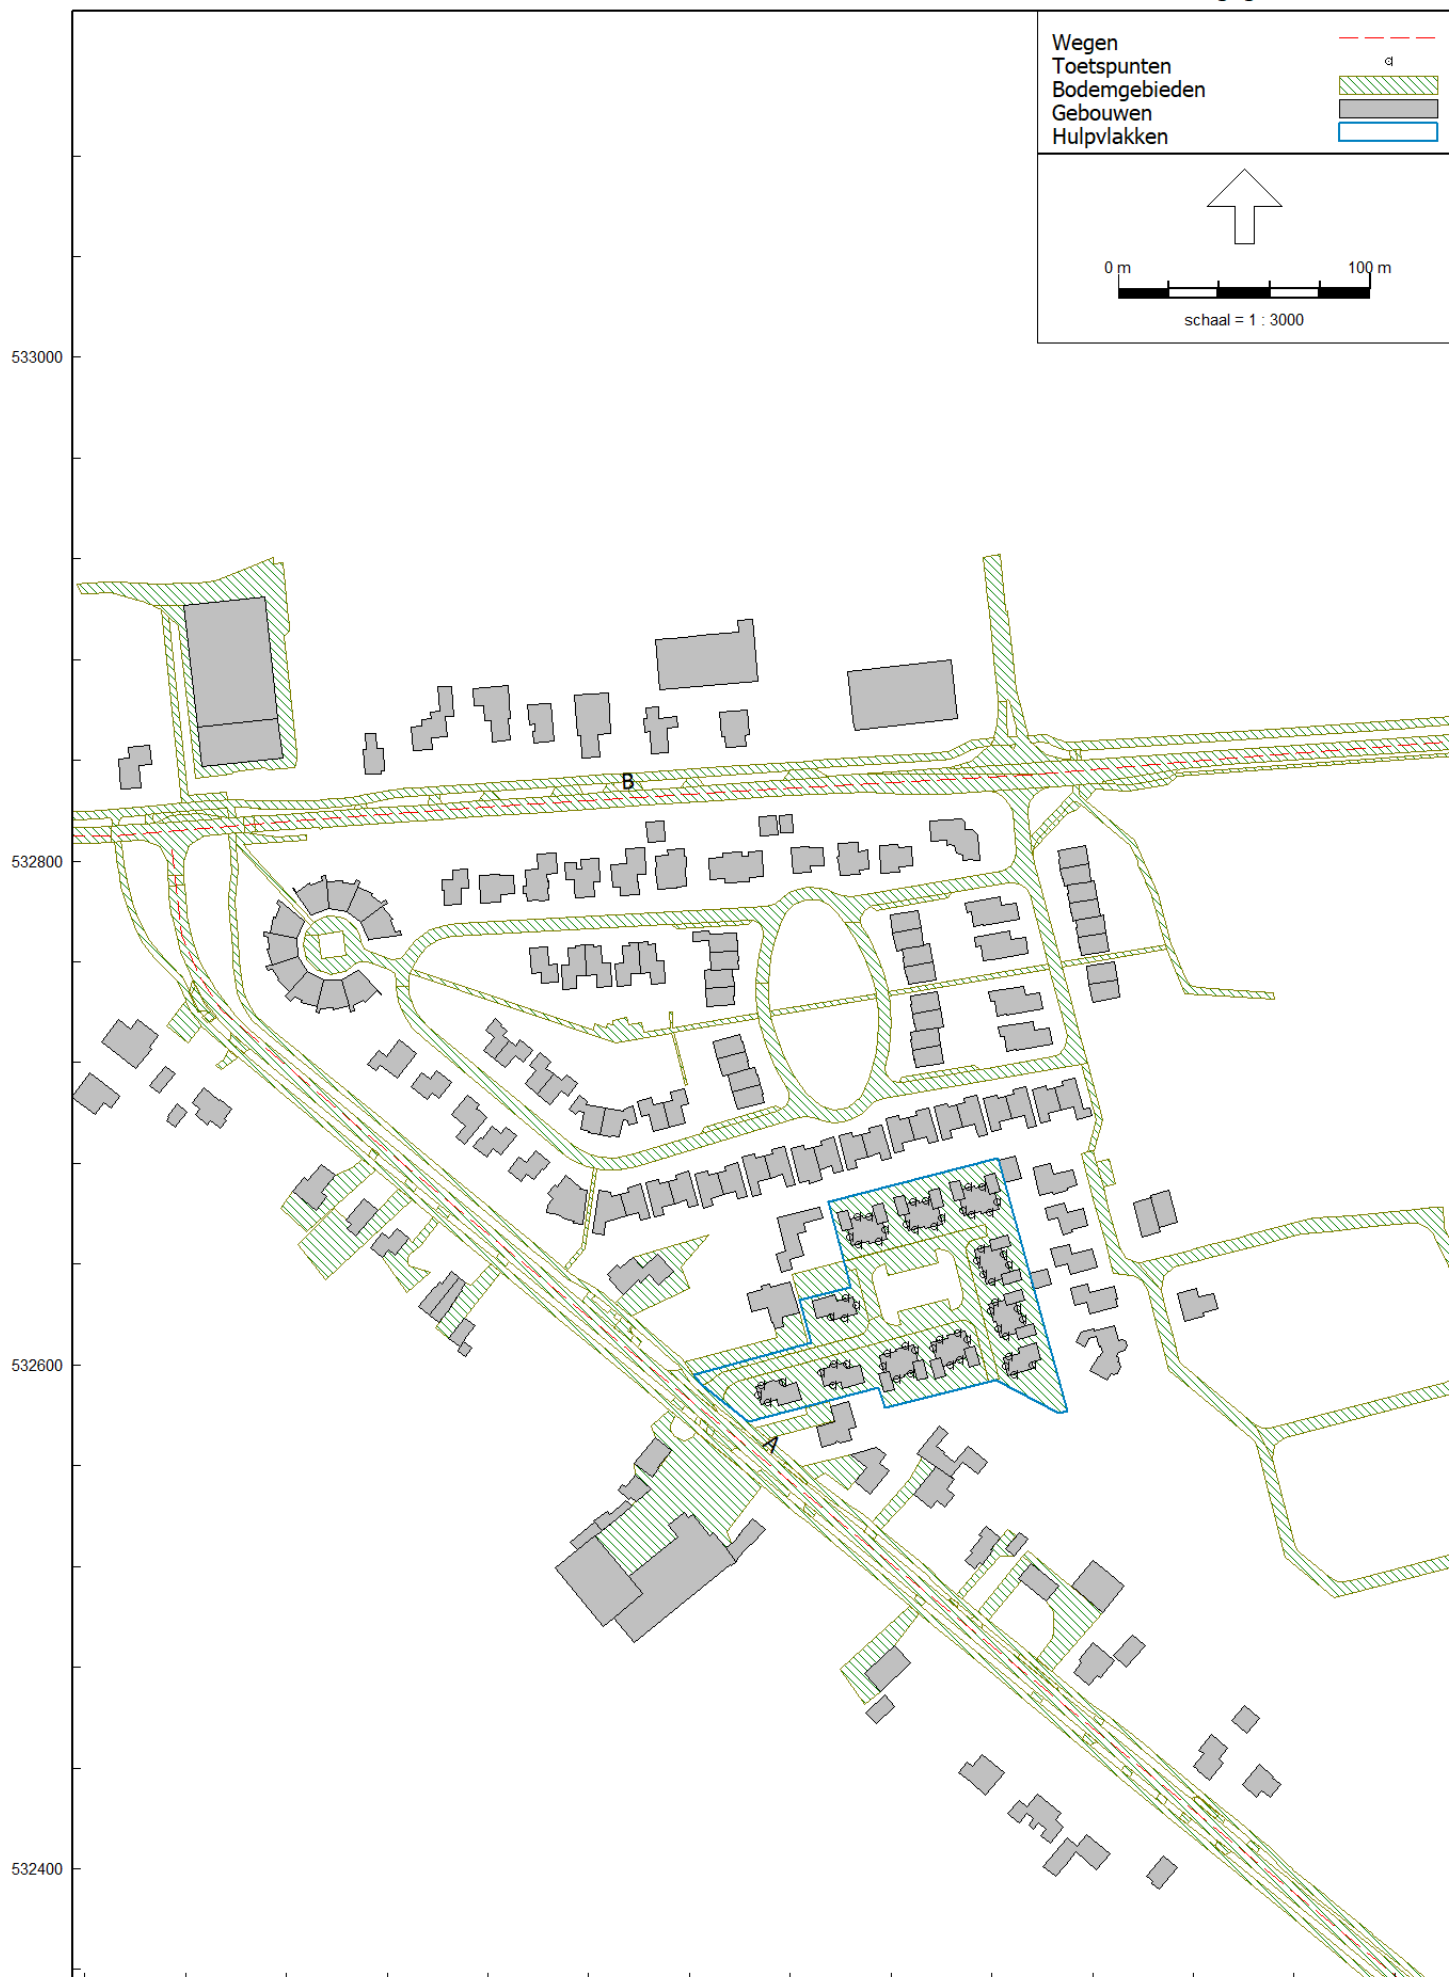 Wegen
Toetspunten
Bodemgebieden
Gebouwen
Hulpvlakken
0 m 100 m
schaal = 1 : 3000
533000
B
532800
532600
A
532400